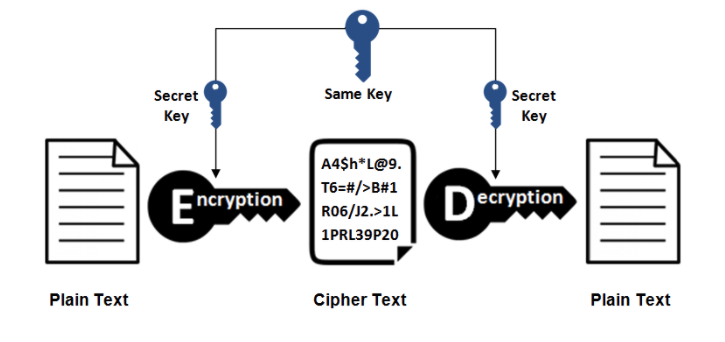 Same Key
Secret
Key
Secret
Key
Encryption
A4$h*L@9.
T6=#/>B#1
R06/J2.>1L
1PRL39P20
Decryption
Plain Text
Cipher Text
Plain Text